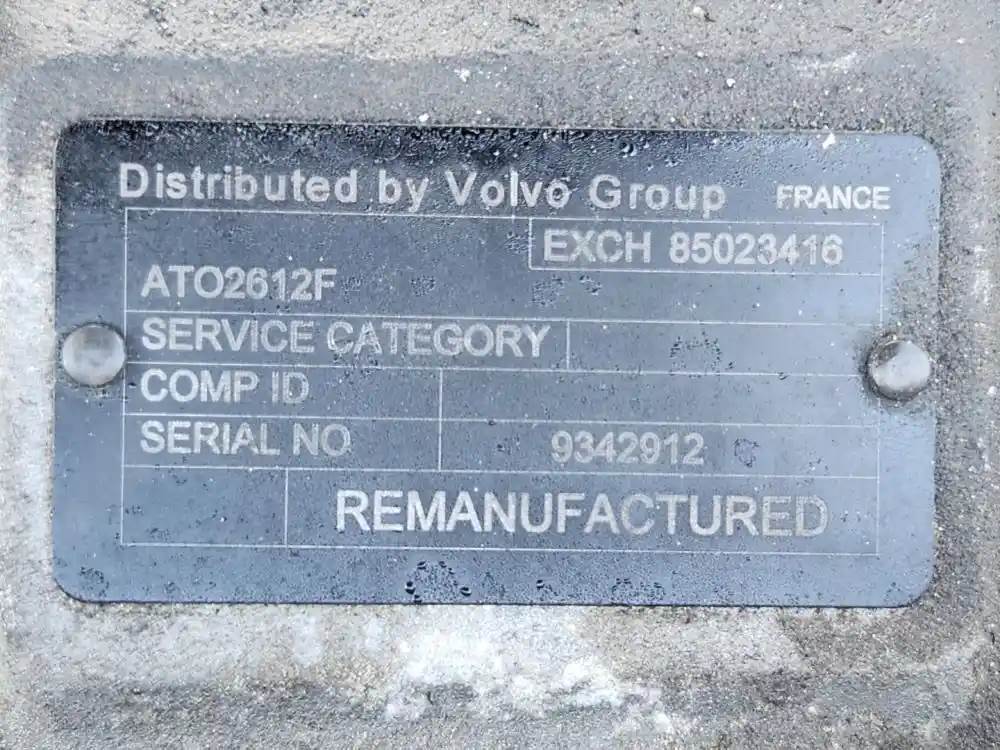 Distributed by Volvo Group FRANCE
EXCH 85023416
ATO2612F
SERVICE CATEGORY
COMP ID
SERIAL NO 9342912
REMANUFACTURED